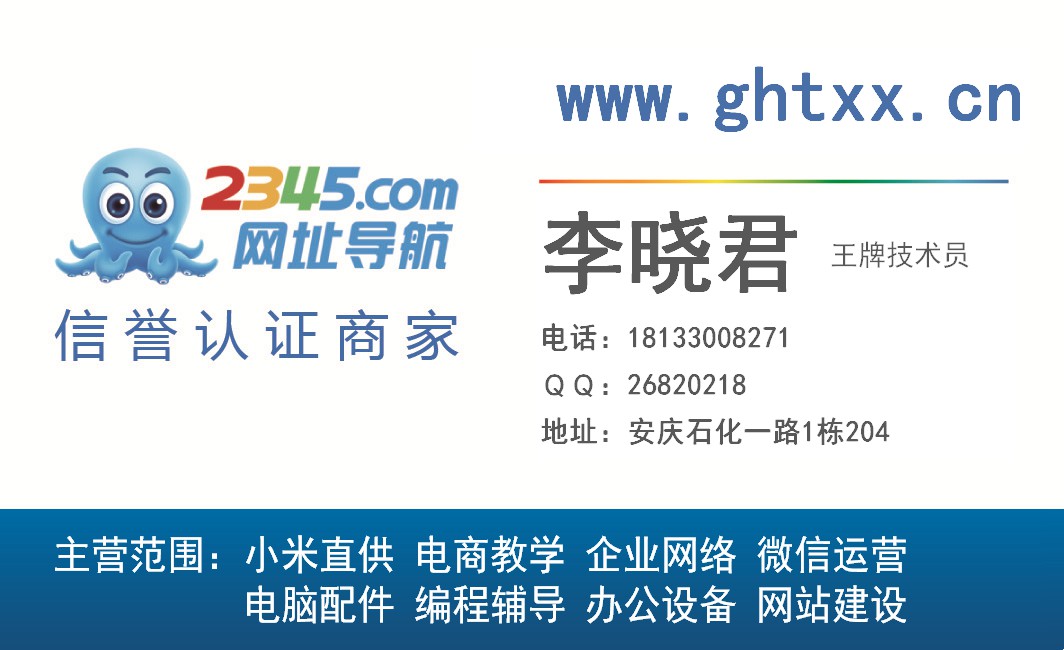 www.ghtxx.cn
2345.com
网址导航
信誉认证商家
李晓君 王牌技术员
电话：18133008271
QQ：26820218
地址：安庆石化一路1栋204
主营范围：小米直供 电商教学 企业网络 微信运营
电脑配件 编程辅导 办公设备 网站建设